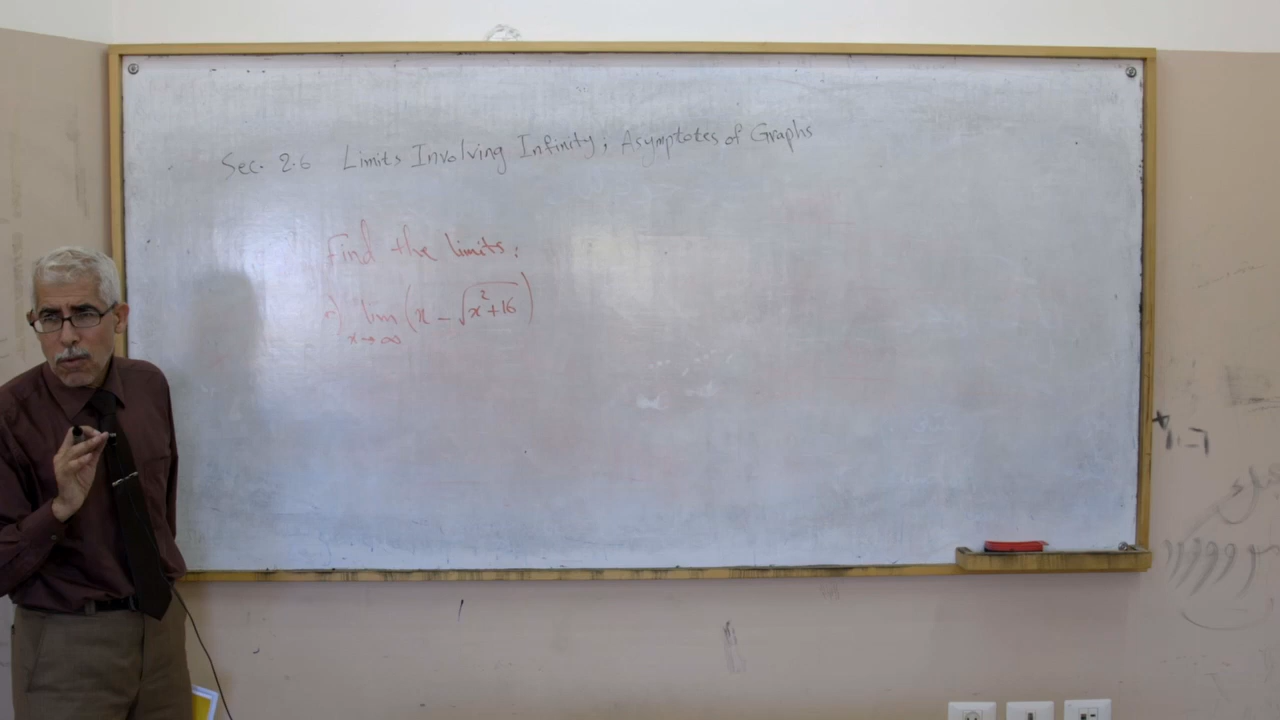 Sec. 2.6 Limits Involving Infinity; Asymptotes of Graphs
Find the limits:
lim (x - √(x²+16))
x→∞